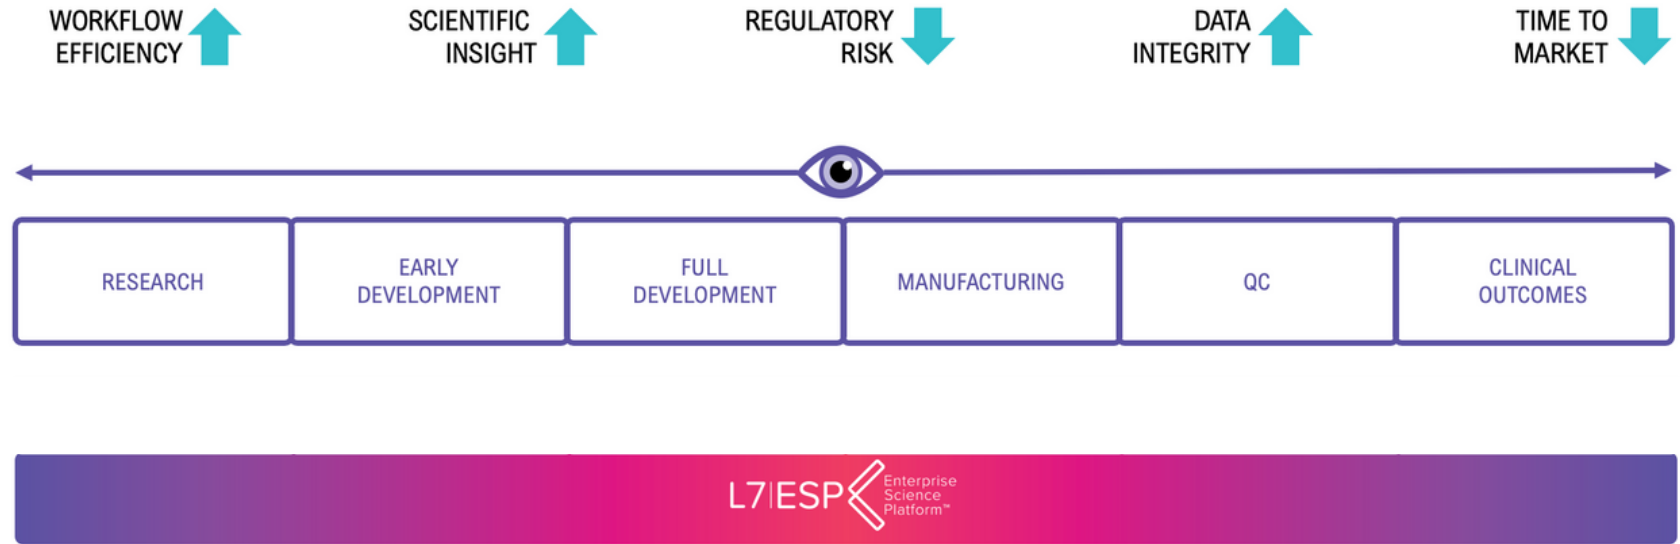 WORKFLOW
EFFICIENCY
SCIENTIFIC
INSIGHT
REGULATORY
RISK
DATA
INTEGRITY
TIME TO
MARKET
RESEARCH
EARLY
DEVELOPMENT
FULL
DEVELOPMENT
MANUFACTURING
QC
CLINICAL
OUTCOMES
L7|ESP
Enterprise
Science
Platform™